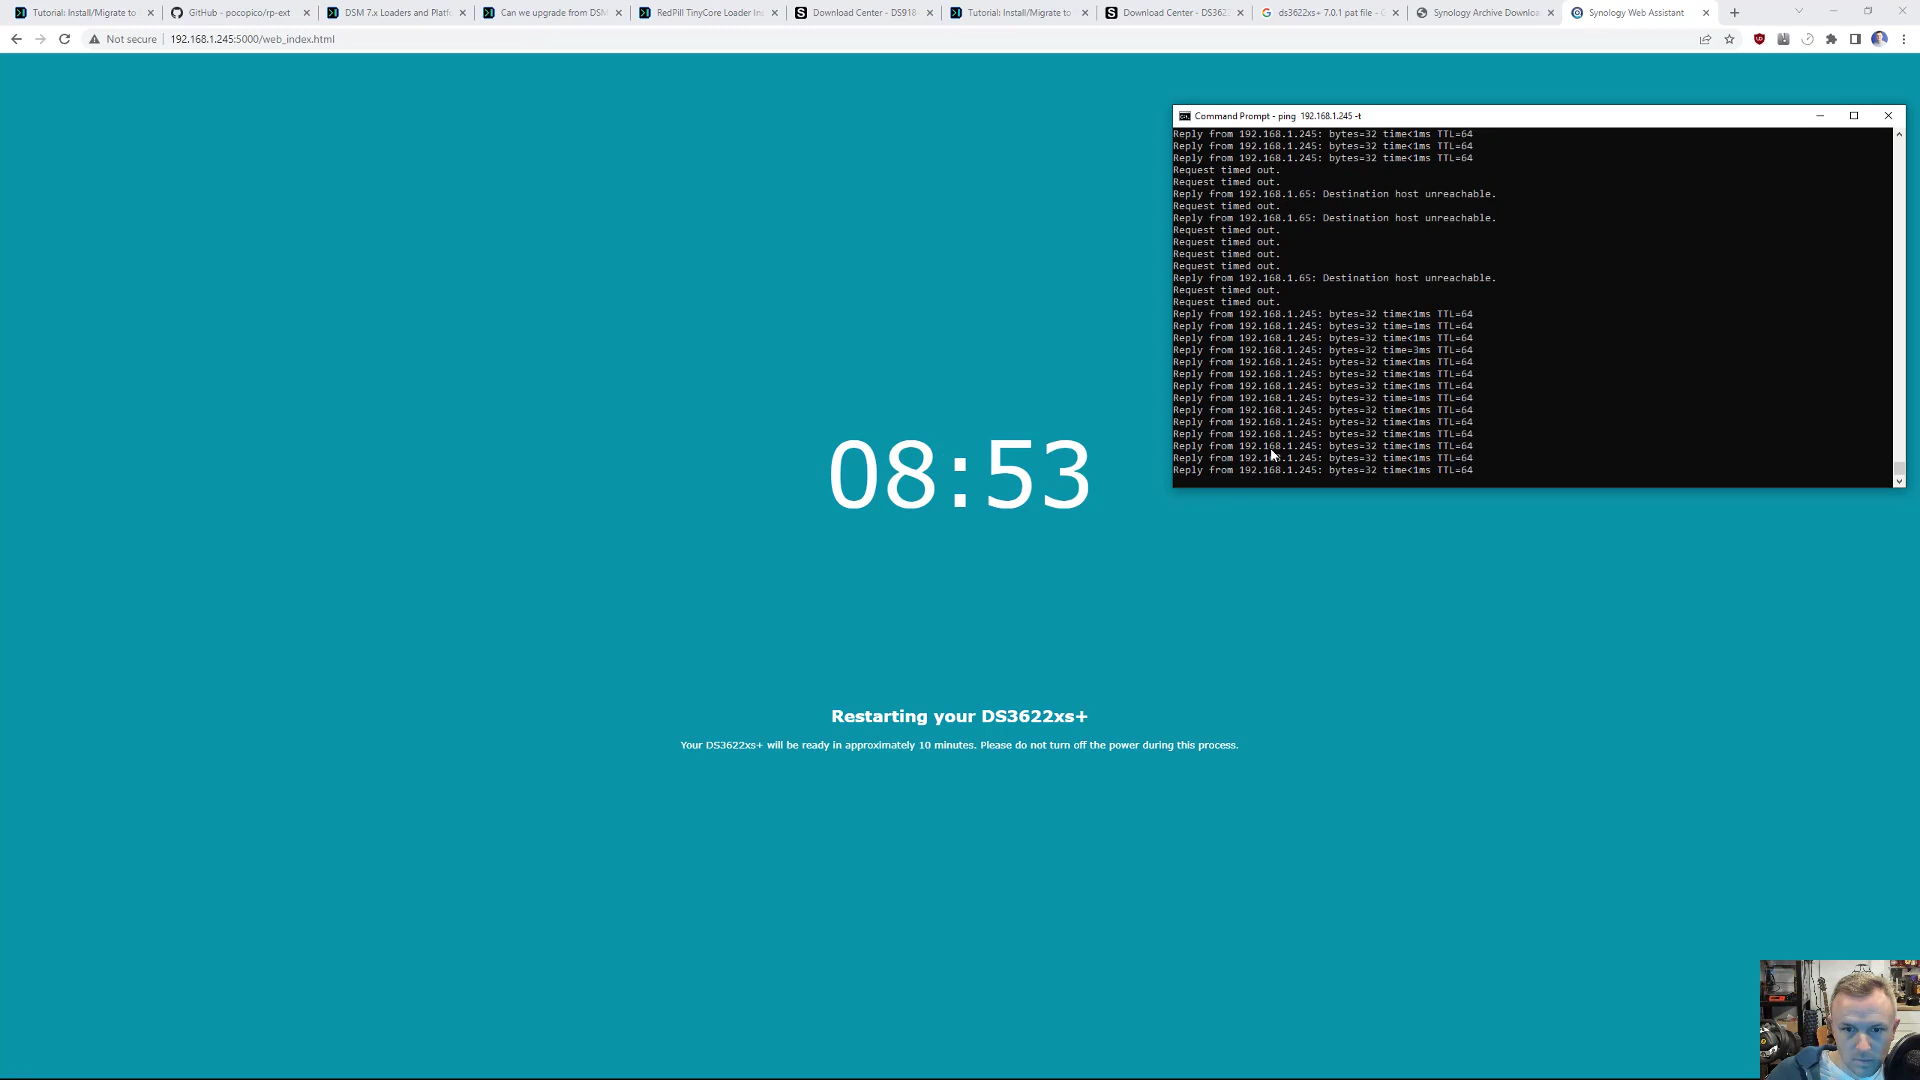 Tutorial: Install/Migrate to
GitHub - pocopico/rp-ext
DSM 7.x Loaders and Platfo
Can we upgrade from DSM
RedPill TinyCore Loader Ins
Download Center - DS918-
Tutorial: Install/Migrate to
Download Center - DS3622
ds3622xs+ 7.0.1 pat file - G
Synology Archive Downloa
Synology Web Assistant
Not secure
192.168.1.245:5000/web_index.html
Command Prompt - ping 192.168.1.245 -t
Reply from 192.168.1.245: bytes=32 time<1ms TTL=64
Reply from 192.168.1.245: bytes=32 time<1ms TTL=64
Reply from 192.168.1.245: bytes=32 time<1ms TTL=64
Request timed out.
Request timed out.
Reply from 192.168.1.65: Destination host unreachable.
Request timed out.
Reply from 192.168.1.65: Destination host unreachable.
Request timed out.
Request timed out.
Request timed out.
Request timed out.
Reply from 192.168.1.65: Destination host unreachable.
Request timed out.
Request timed out.
Reply from 192.168.1.245: bytes=32 time<1ms TTL=64
Reply from 192.168.1.245: bytes=32 time=1ms TTL=64
Reply from 192.168.1.245: bytes=32 time<1ms TTL=64
Reply from 192.168.1.245: bytes=32 time=3ms TTL=64
Reply from 192.168.1.245: bytes=32 time<1ms TTL=64
Reply from 192.168.1.245: bytes=32 time<1ms TTL=64
Reply from 192.168.1.245: bytes=32 time<1ms TTL=64
Reply from 192.168.1.245: bytes=32 time=1ms TTL=64
Reply from 192.168.1.245: bytes=32 time<1ms TTL=64
Reply from 192.168.1.245: bytes=32 time<1ms TTL=64
Reply from 192.168.1.245: bytes=32 time<1ms TTL=64
Reply from 192.168.1.245: bytes=32 time<1ms TTL=64
Reply from 192.168.1.245: bytes=32 time<1ms TTL=64
Reply from 192.168.1.245: bytes=32 time<1ms TTL=64
08:53
Restarting your DS3622xs+
Your DS3622xs+ will be ready in approximately 10 minutes. Please do not turn off the power during this process.